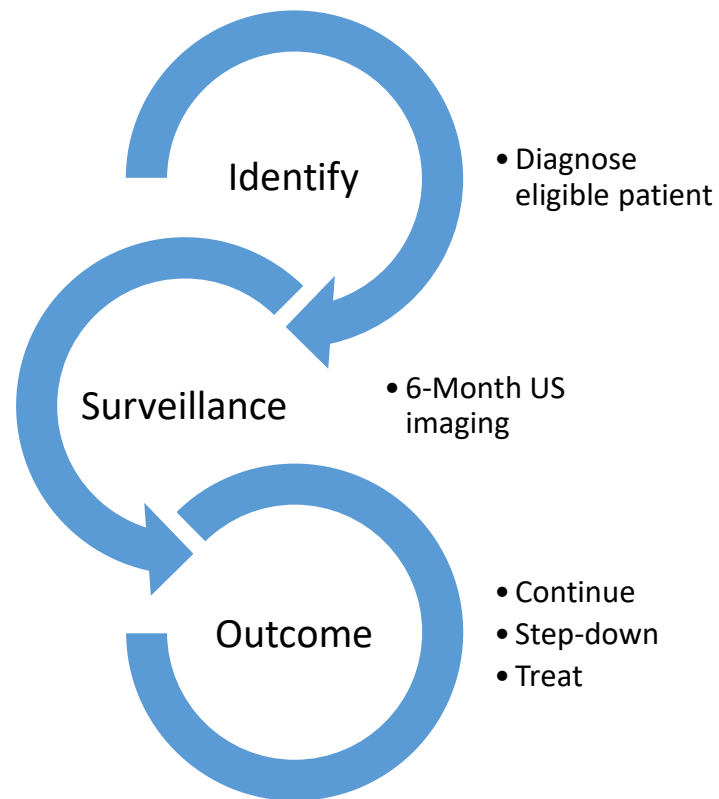 Identify
• Diagnose
eligible patient
Surveillance
• 6-Month US
imaging
Outcome
• Continue
• Step-down
• Treat